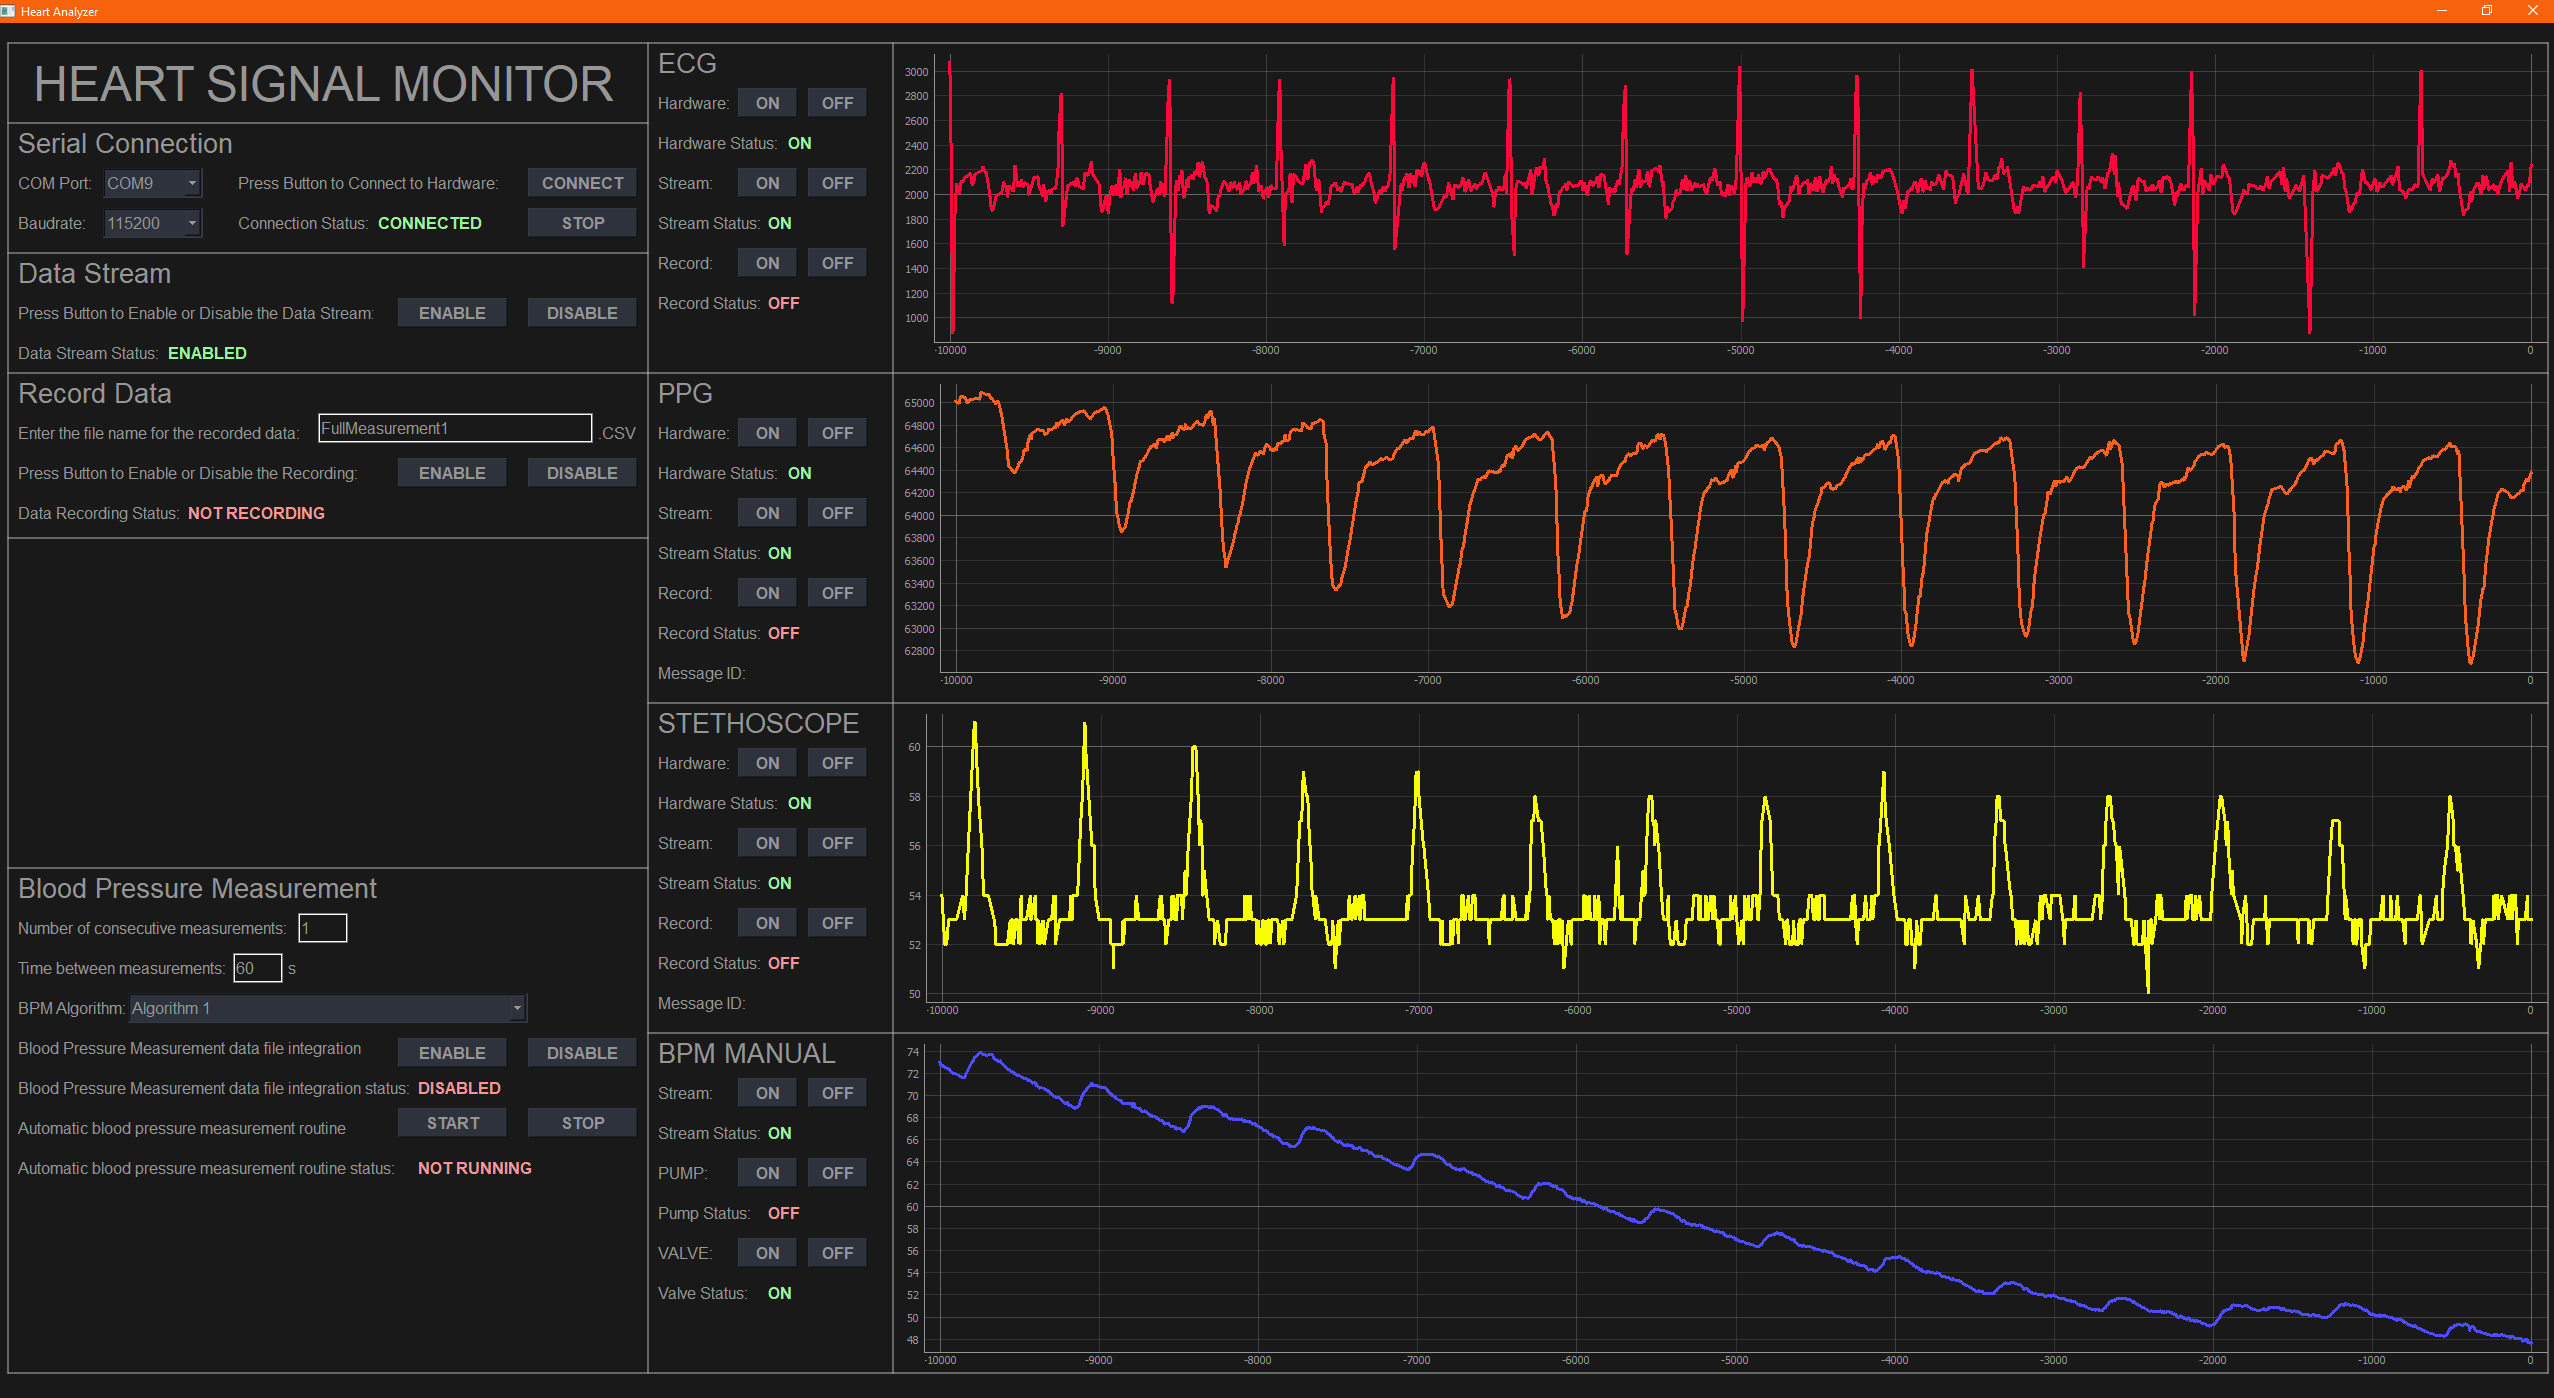 Heart Analyzer
HEART SIGNAL MONITOR
Serial Connection
COM Port: COM9 Press Button to Connect to Hardware: CONNECT
Baudrate: 115200 Connection Status: CONNECTED STOP
Data Stream
Press Button to Enable or Disable the Data Stream: ENABLE DISABLE
Data Stream Status: ENABLED
Record Data
Enter the file name for the recorded data: FullMeasurement1 .CSV
Press Button to Enable or Disable the Recording: ENABLE DISABLE
Data Recording Status: NOT RECORDING
Blood Pressure Measurement
Number of consecutive measurements: 1
Time between measurements: 60 s
BPM Algorithm: Algorithm 1
Blood Pressure Measurement data file integration ENABLE DISABLE
Blood Pressure Measurement data file integration status: DISABLED
Automatic blood pressure measurement routine START STOP
Automatic blood pressure measurement routine status: NOT RUNNING
ECG
Hardware: ON OFF
Hardware Status: ON
Stream: ON OFF
Stream Status: ON
Record: ON OFF
Record Status: OFF
3000
2800
2600
2400
2200
2000
1800
1600
1400
1200
1000
-10000 -9000 -8000 -7000 -6000 -5000 -4000 -3000 -2000 -1000 0
PPG
Hardware: ON OFF
Hardware Status: ON
Stream: ON OFF
Stream Status: ON
Record: ON OFF
Record Status: OFF
Message ID:
65000
64800
64600
64400
64200
64000
63800
63600
63400
63200
63000
62800
-10000 -9000 -8000 -7000 -6000 -5000 -4000 -3000 -2000 -1000 0
STETHOSCOPE
Hardware: ON OFF
Hardware Status: ON
Stream: ON OFF
Stream Status: ON
Record: ON OFF
Record Status: OFF
Message ID:
60
58
56
54
52
50
-10000 -9000 -8000 -7000 -6000 -5000 -4000 -3000 -2000 -1000 0
BPM MANUAL
Stream: ON OFF
Stream Status: ON
PUMP: ON OFF
Pump Status: OFF
VALVE: ON OFF
Valve Status: ON
74
72
70
68
66
64
62
60
58
56
54
52
50
48
-10000 -9000 -8000 -7000 -6000 -5000 -4000 -3000 -2000 -1000 0